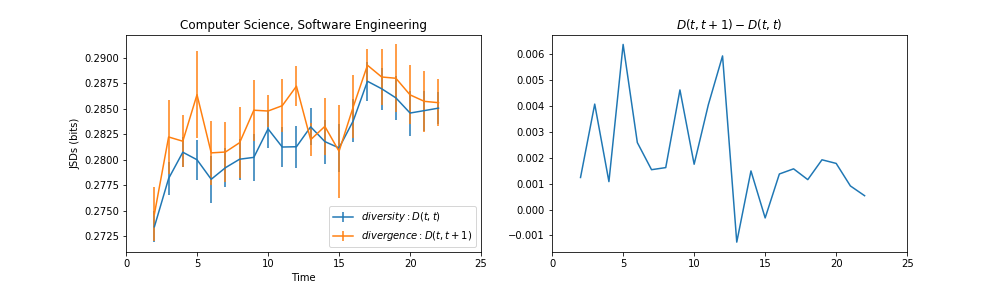 Computer Science, Software Engineering
JSDs (bits)
0.2900
0.2875
0.2850
0.2825
0.2800
0.2775
0.2750
0.2725
0 5 10 15 20 25
Time
diversity : D(t, t)
divergence : D(t, t + 1)
D(t, t + 1) − D(t, t)
0.006
0.005
0.004
0.003
0.002
0.001
0.000
−0.001
0 5 10 15 20 25